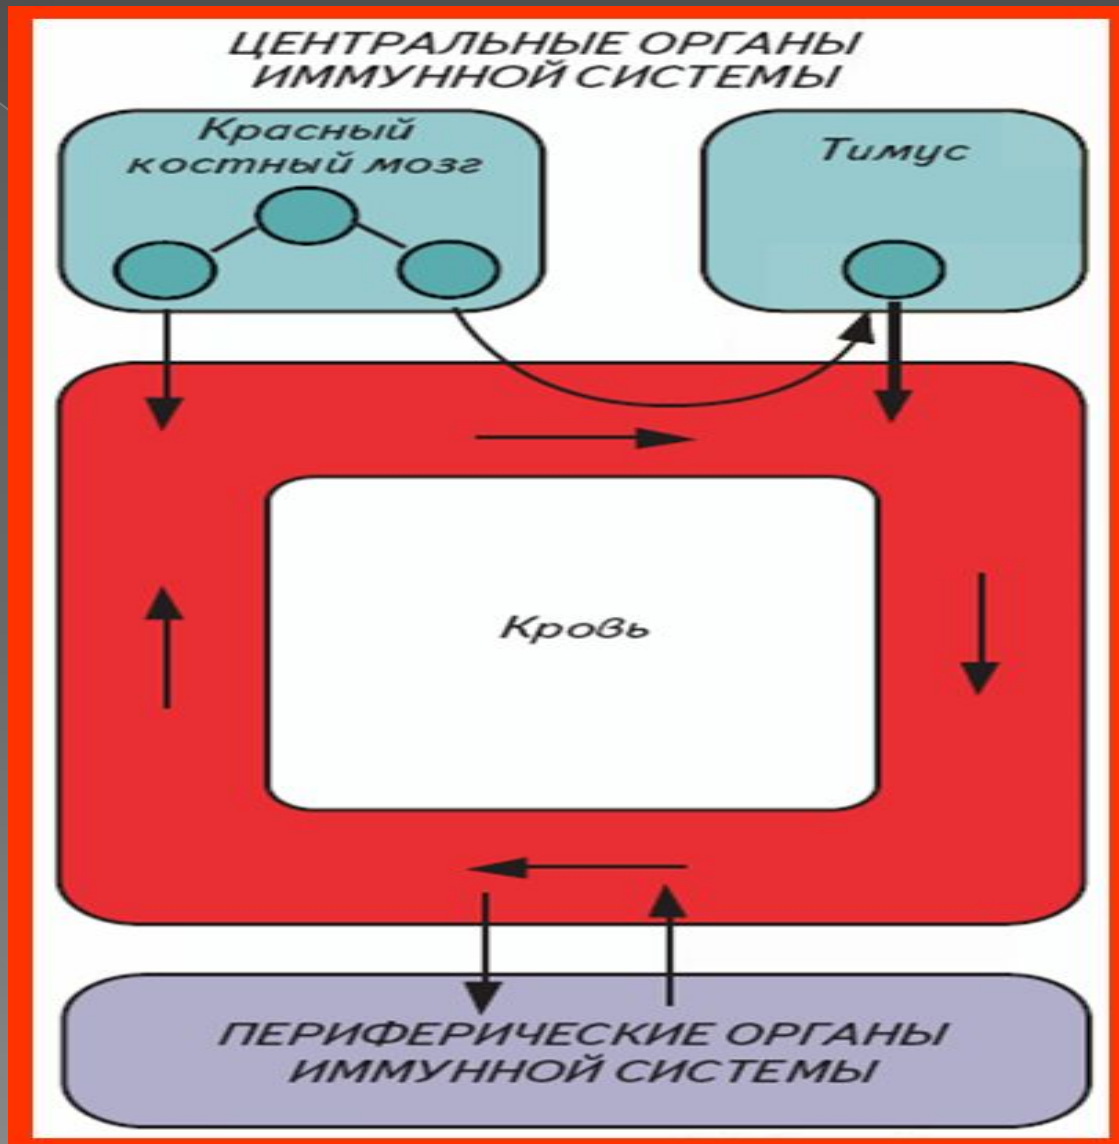 ЦЕНТРАЛЬНЫЕ ОРГАНЫ
ИММУННОЙ СИСТЕМЫ
Красный
костный мозг
Тимус
Кровь
ПЕРИФЕРИЧЕСКИЕ ОРГАНЫ
ИММУННОЙ СИСТЕМЫ